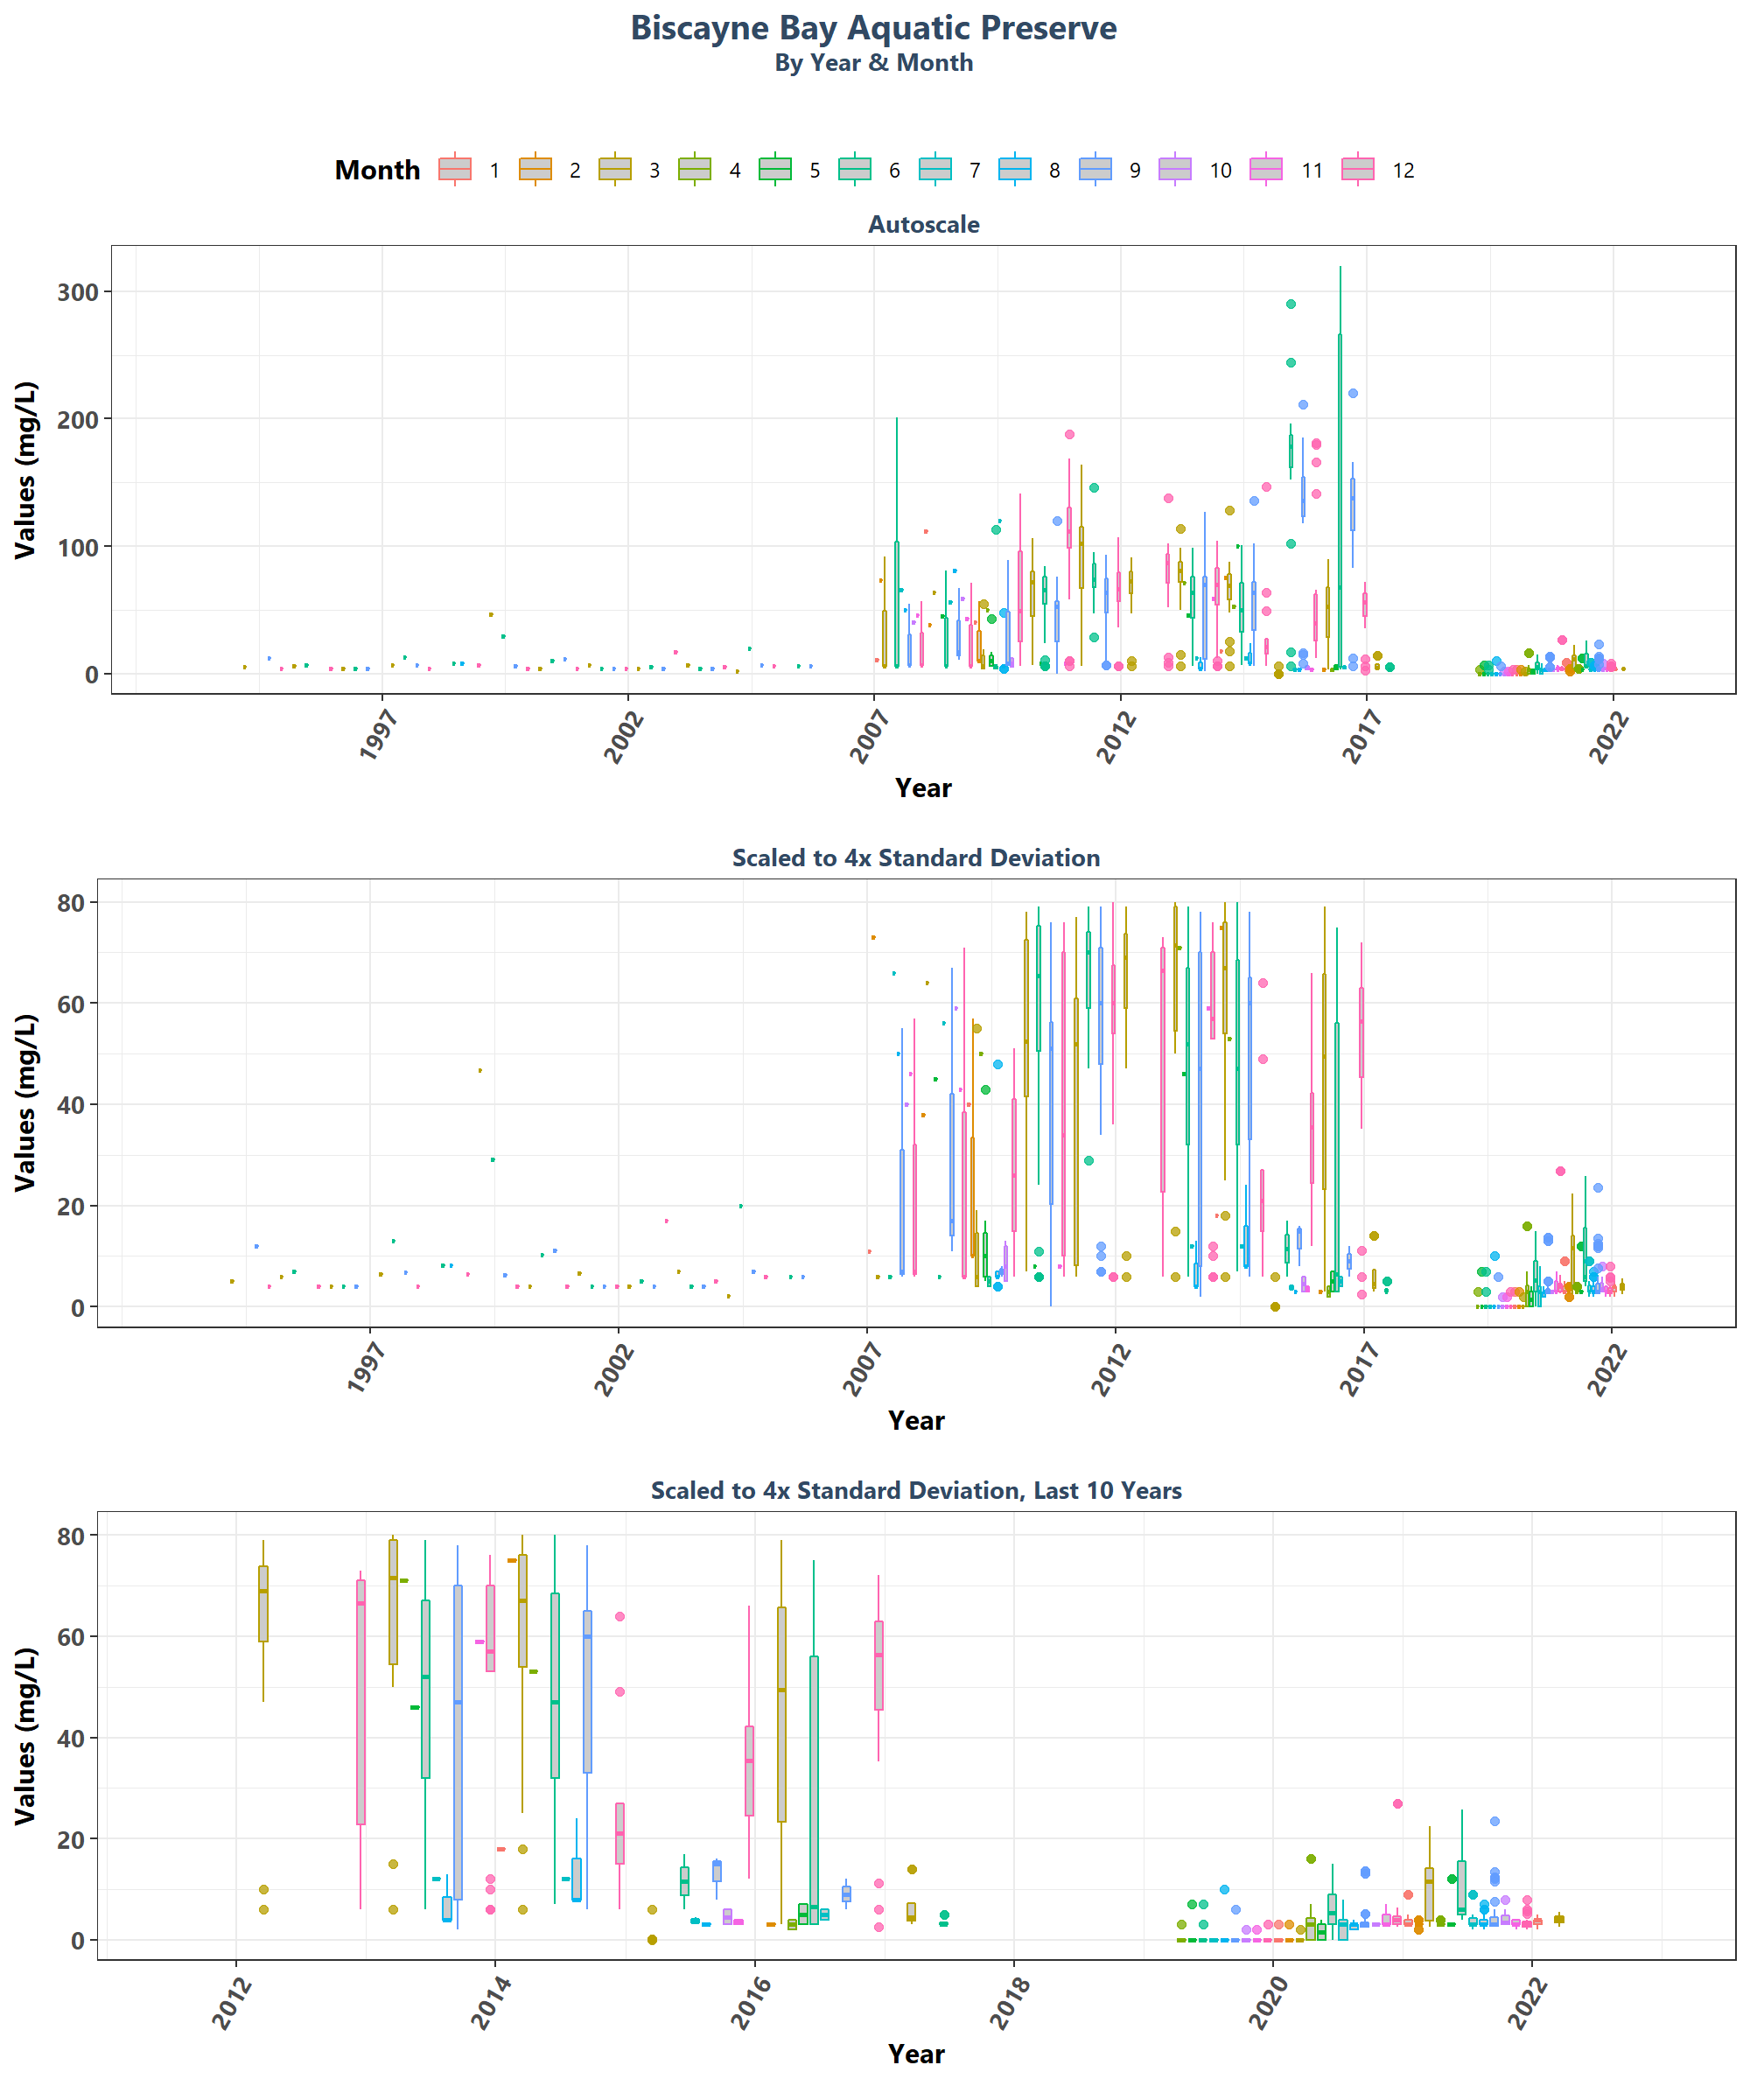 Biscayne Bay Aquatic Preserve
By Year & Month
Month 1 2 3 4 5 6 7 8 9 10 11 12
Autoscale
Values (mg/L)
300
200
100
0
1997 2002 2007 2012 2017 2022
Year
Scaled to 4x Standard Deviation
Values (mg/L)
80
60
40
20
0
1997 2002 2007 2012 2017 2022
Year
Scaled to 4x Standard Deviation, Last 10 Years
Values (mg/L)
80
60
40
20
0
2012 2014 2016 2018 2020 2022
Year